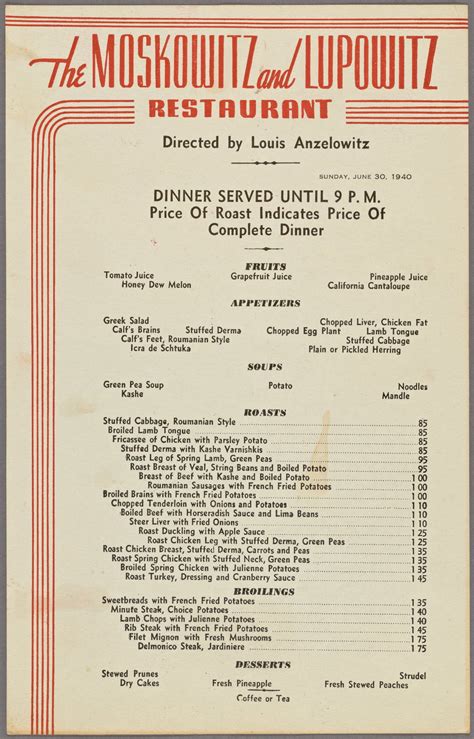 The MOSKOWITZ and LUPOWITZ
RESTAURANT
Directed by Louis Anzelowitz
SUNDAY, JUNE 30, 1940
DINNER SERVED UNTIL 9 P. M.
Price Of Roast Indicates Price Of
Complete Dinner
FRUITS
Tomato Juice Grapefruit Juice Pineapple Juice
Honey Dew Melon California Cantaloupe
APPETIZERS
Greek Salad Chopped Liver, Chicken Fat
Calf's Brains Stuffed Derma Chopped Egg Plant Lamb Tongue
Calf's Feet, Roumanian Style Stuffed Cabbage
Icra de Schtuka Plain or Pickled Herring
SOUPS
Green Pea Soup Potato Noodles
Kashe Mandle
ROASTS
Stuffed Cabbage, Roumanian Style 85
Broiled Lamb Tongue 85
Fricassee of Chicken with Parsley Potato 85
Stuffed Derma with Kashe Varnishkis 85
Roast Leg of Spring Lamb, Green Peas 95
Roast Breast of Veal, String Beans and Boiled Potato 95
Breast of Beef with Kasha and Boiled Potato 1 00
Roumanian Sausages with French Fried Potatoes 1 00
Broiled Brains with French Fried Potatoes 1 00
Chopped Tenderloin with Onions and Potatoes 1 10
Boiled Beef with Horseradish Sauce and Lima Beans 1 10
Steer Liver with Fried Onions 1 10
Roast Duckling with Apple Sauce 1 25
Roast Chicken Leg with Stuffed Derma, Green Peas 1 25
Roast Chicken Breast, Stuffed Derma, Carrots and Peas 1 35
Roast Spring Chicken with Stuffed Neck, Green Peas 1 35
Broiled Spring Chicken with Julienne Potatoes 1 35
Roast Turkey, Dressing and Cranberry Sauce 1 45
BROILINGS
Sweetbreads with French Fried Potatoes 1 35
Minute Steak, Choice Potatoes 1 40
Lamb Chops with Julienne Potatoes 1 45
Rib Steak with French Fried Potatoes 1 45
Filet Mignon with Fresh Mushrooms 1 75
Delmonico Steak, Jardiniere 1 75
DESSERTS
Stewed Prunes Strudel
Dry Cakes Fresh Pineapple Fresh Stewed Peaches
Coffee or Tea